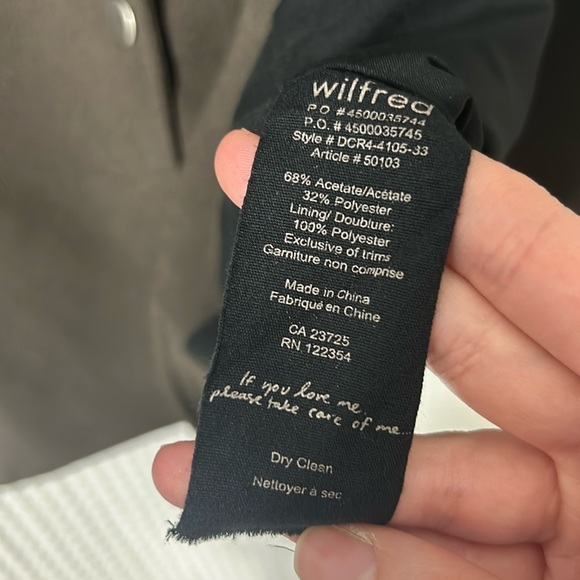 wilfred
P.O. # 4500035744
P.O. # 4500035745
Style # DCR4-4105-33
Article # 50103
68% Acetate/Acétate
32% Polyester
Lining/ Doublure:
100% Polyester
Exclusive of trims
Garniture non comprise
Made in China
Fabriqué en Chine
CA 23725
RN 122354
If you love me,
please take care of me...
Dry Clean
Nettoyer à sec